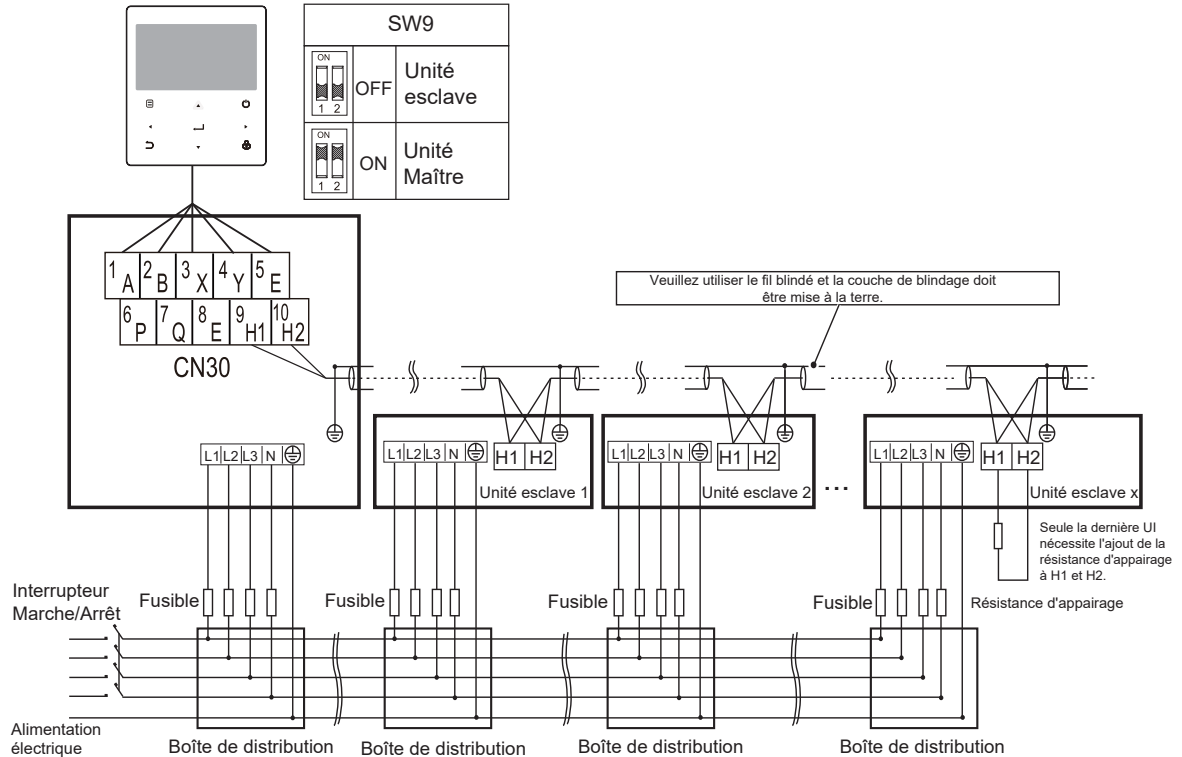 SW9
ON
1 2
OFF
Unité
esclave
ON
1 2
ON
Unité
Maître
1 A 2 B 3 X 4 Y 5 E
6 P 7 Q 8 E 9 H1 10 H2
CN30
Veuillez utiliser le fil blindé et la couche de blindage doit
être mise à la terre.
L1 L2 L3 N
L1 L2 L3 N
H1 H2
Unité esclave 1
L1 L2 L3 N
H1 H2
Unité esclave 2
...
L1 L2 L3 N
H1 H2
Unité esclave x
Seule la dernière UI
nécessite l'ajout de la
résistance d'appairage
à H1 et H2.
Résistance d'appairage
Interrupteur
Marche/Arrêt
Fusible
Fusible
Fusible
Fusible
Alimentation
électrique
Boîte de distribution
Boîte de distribution
Boîte de distribution
Boîte de distribution